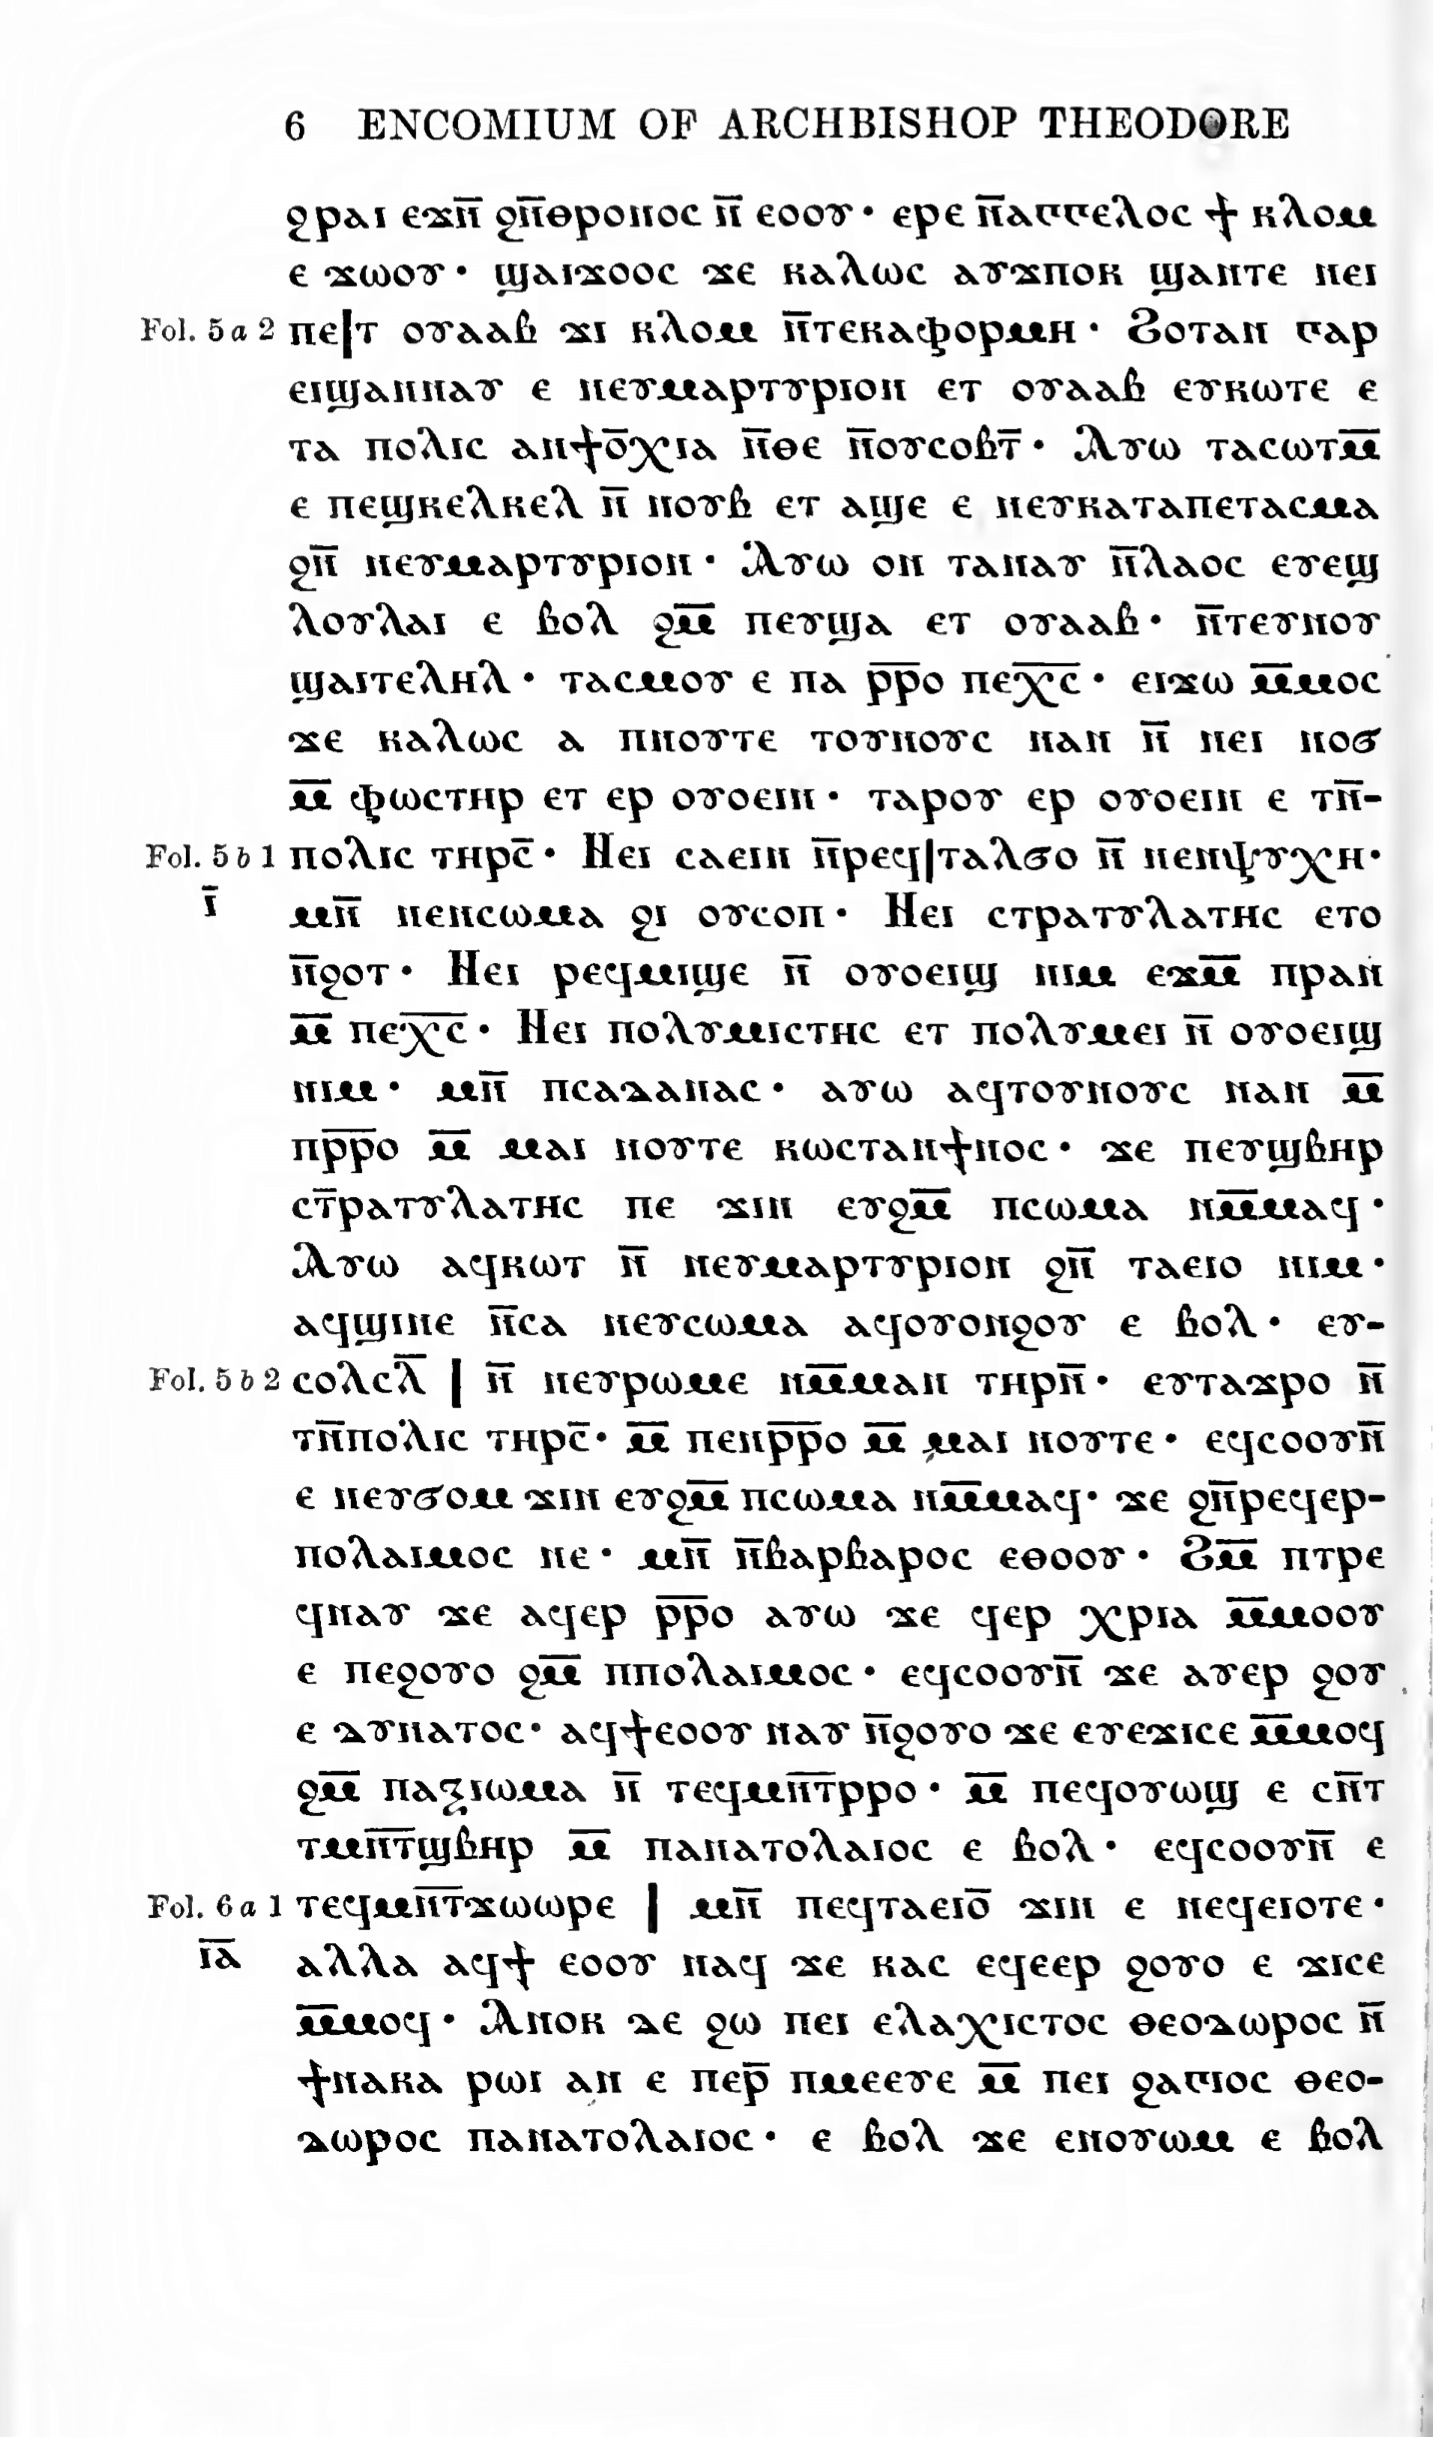 6 ENCOMIUM OF ARCHBISHOP THEODORE
ϩⲣⲁⲓ ⲉϫⲛ̅ ϩⲛ̅ⲑⲣⲟⲛⲟⲥ ⲛ̅ ⲉⲟⲟⲩ· ⲉⲣⲉ ⲛ̅ⲁⲅⲅⲉⲗⲟⲥ ϯ ⲕⲗⲟⲙ
ⲉ ϫⲱⲟⲩ· ϣⲁⲓϫⲟⲟⲥ ϫⲉ ⲕⲁⲗⲱⲥ ⲁⲩϫⲡⲟⲕ ϣⲁⲛⲧⲉ ⲛⲉⲓ
Fol. 5 a 2 ⲡⲉ|ⲧ ⲟⲩⲁⲁⲃ ϫⲓ ⲕⲗⲟⲙ ⲛ̅ⲧⲉⲕⲁⲫⲟⲣⲙⲏ· Ϩⲟⲧⲁⲛ ⲅⲁⲣ
ⲉⲓϣⲁⲛⲛⲁⲩ ⲉ ⲛⲉⲩⲙⲁⲣⲧⲩⲣⲓⲟⲛ ⲉⲧ ⲟⲩⲁⲁⲃ ⲉⲩⲕⲱⲧⲉ ⲉ
ⲧⲁ ⲡⲟⲗⲓⲥ ⲁⲛϯⲟ̅ⲭⲓⲁ ⲛ̅ⲑⲉ ⲛ̅ⲟⲩⲥⲟⲃⲧ̅· Ⲁⲩⲱ ⲧⲁⲥⲱⲧⲙ̅
ⲉ ⲡⲉϣⲕⲉⲗⲕⲉⲗ ⲛ̅ ⲛⲟⲩⲃ ⲉⲧ ⲁϣⲉ ⲉ ⲛⲉⲩⲕⲁⲧⲁⲡⲉⲧⲁⲥⲙⲁ
ϩⲛ̅ ⲛⲉⲩⲙⲁⲣⲧⲩⲣⲓⲟⲛ· Ⲁⲩⲱ ⲟⲛ ⲧⲁⲛⲁⲩ ⲛ̅ⲗⲁⲟⲥ ⲉⲩⲉϣ
ⲗⲟⲩⲗⲁⲓ ⲉ ⲃⲟⲗ ϩⲙ̅ ⲡⲉⲩϣⲁ ⲉⲧ ⲟⲩⲁⲁⲃ· ⲛ̅ⲧⲉⲩⲛⲟⲩ
ϣⲁⲓⲧⲉⲗⲏⲗ· ⲧⲁⲥⲙⲟⲩ ⲉ ⲡⲁ ⲣ̅ⲣ̅ⲟ ⲡⲉⲭ̅ⲥ̅· ⲉⲓϫⲱ ⲙ̅ⲙⲟⲥ
ϫⲉ ⲕⲁⲗⲱⲥ ⲁ ⲡⲛⲟⲩⲧⲉ ⲧⲟⲩⲛⲟⲩⲥ ⲛⲁⲛ ⲛ̅ ⲛⲉⲓ ⲛⲟϭ
ⲙ̅ ⲫⲱⲥⲧⲏⲣ ⲉⲧ ⲉⲣ ⲟⲩⲟⲉⲓⲛ· ⲧⲁⲣⲟⲩ ⲉⲣ ⲟⲩⲟⲉⲓⲛ ⲉ ⲧⲛ̅-
Fol. 5 b 1 ⲡⲟⲗⲓⲥ ⲧⲏⲣⲥ̅· Ⲛⲉⲓ ⲥⲁⲉⲓⲛ ⲛ̅ⲣⲉϥ|ⲧⲁⲗϭⲟ ⲛ̅ ⲛⲉⲛⲯⲩⲭⲏ·
ⲓ̅ ⲙⲛ̅ ⲛⲉⲛⲥⲱⲙⲁ ϩⲓ ⲟⲩⲥⲟⲡ· Ⲛⲉⲓ ⲥⲧⲣⲁⲧⲩⲗⲁⲧⲏⲥ ⲉⲧⲟ
ⲛ̅ϩⲟⲧ· Ⲛⲉⲓ ⲣⲉϥⲙⲓϣⲉ ⲛ̅ ⲟⲩⲟⲉⲓϣ ⲛⲓⲙ ⲉϫⲙ̅ ⲡⲣⲁⲛ
ⲙ̅ ⲡⲉⲭ̅ⲥ̅· Ⲛⲉⲓ ⲡⲟⲗⲩⲙⲓⲥⲧⲏⲥ ⲉⲧ ⲡⲟⲗⲩⲙⲉⲓ ⲛ̅ ⲟⲩⲟⲉⲓϣ
ⲛⲓⲙ· ⲙⲛ̅ ⲡⲥⲁⲇⲁⲛⲁⲥ· ⲁⲩⲱ ⲁϥⲧⲟⲩⲛⲟⲩⲥ ⲛⲁⲛ ⲙ̅
ⲡⲣ̅ⲣ̅ⲟ ⲙ̅ ⲙⲁⲓ ⲛⲟⲩⲧⲉ ⲕⲱⲥⲧⲁⲛϯⲛⲟⲥ· ϫⲉ ⲡⲉⲩϣⲃⲏⲣ
ⲥⲧ̅ⲣⲁⲧⲩⲗⲁⲧⲏⲥ ⲡⲉ ϫⲓⲛ ⲉⲩϩⲙ̅ ⲡⲥⲱⲙⲁ ⲛⲙ̅ⲙⲁϥ·
Ⲁⲩⲱ ⲁϥⲕⲱⲧ ⲛ̅ ⲛⲉⲩⲙⲁⲣⲧⲩⲣⲓⲟⲛ ϩⲛ̅ ⲧⲁⲉⲓⲟ ⲛⲓⲙ·
ⲁϥϣⲓⲛⲉ ⲛ̅ⲥⲁ ⲛⲉⲩⲥⲱⲙⲁ ⲁϥⲟⲩⲟⲛϩⲟⲩ ⲉ ⲃⲟⲗ· ⲉⲩ-
Fol. 5 b 2 ⲥⲟⲗⲥⲗ̅ | ⲛ̅ ⲛⲉⲩⲣⲱⲙⲉ ⲛⲙ̅ⲙⲁⲛ ⲧⲏⲣⲛ̅· ⲉⲩⲧⲁϫⲣⲟ ⲛ̅
ⲧⲛ̅ⲡⲟⲗⲓⲥ ⲧⲏⲣⲥ̅· ⲙ̅ ⲡⲉⲛⲣ̅ⲣ̅ⲟ ⲙ̅ ⲙⲁⲓ ⲛⲟⲩⲧⲉ· ⲉϥⲥⲟⲟⲩⲛ̅
ⲉ ⲛⲉⲩϭⲟⲙ ϫⲓⲛ ⲉⲩϩⲙ̅ ⲡⲥⲱⲙⲁ ⲛⲙ̅ⲙⲁϥ· ϫⲉ ϩⲛ̅ⲣⲉϥⲉⲣ-
ⲡⲟⲗⲁⲓⲙⲟⲥ ⲛⲉ· ⲙⲛ̅ ⲛ̅ⲃⲁⲣⲃⲁⲣⲟⲥ ⲉⲑⲟⲟⲩ· Ϩⲙ̅ ⲡⲧⲣⲉ
ϥⲛⲁⲩ ϫⲉ ⲁϥⲉⲣ ⲣ̅ⲣ̅ⲟ ⲁⲩⲱ ϫⲉ ϥⲉⲣ ⲭⲣⲓⲁ ⲙ̅ⲙⲟⲟⲩ
ⲉ ⲡⲉϩⲟⲩⲟ ϩⲙ̅ ⲡⲡⲟⲗⲁⲓⲙⲟⲥ· ⲉϥⲥⲟⲟⲩⲛ̅ ϫⲉ ⲁⲩⲉⲣ ϩⲟⲩ
ⲉ ⲇⲩⲛⲁⲧⲟⲥ· ⲁϥϯⲉⲟⲟⲩ ⲛⲁⲩ ⲛ̅ϩⲟⲩⲟ ϫⲉ ⲉⲩⲉϫⲓⲥⲉ ⲙ̅ⲙⲟϥ
ϩⲙ̅ ⲡⲁⲝⲓⲱⲙⲁ ⲛ̅ ⲧⲉϥⲙⲛ̅ⲧ̅ⲣⲣⲟ· ⲙ̅ ⲡⲉϥⲟⲩⲱϣ ⲉ ⲥⲛ̅ⲧ
ⲧⲙⲛ̅ⲧ̅ϣⲃⲏⲣ ⲙ̅ ⲡⲁⲛⲁⲧⲟⲗⲁⲓⲟⲥ ⲉ ⲃⲟⲗ· ⲉϥⲥⲟⲟⲩⲛ̅ ⲉ
Fol. 6 a 1 ⲧⲉϥⲙⲛ̅ⲧ̅ϫⲱⲱⲣⲉ | ⲙⲛ̅ ⲡⲉϥⲧⲁⲉⲓⲟ̅ ϫⲓⲛ ⲉ ⲛⲉϥⲉⲓⲟⲧⲉ·
ⲓ̅ⲁ̅ ⲁⲗⲗⲁ ⲁϥϯ ⲉⲟⲟⲩ ⲛⲁϥ ϫⲉ ⲕⲁⲥ ⲉϥⲉⲉⲣ ϩⲟⲩⲟ ⲉ ϫⲓⲥⲉ
ⲙ̅ⲙⲟϥ· Ⲁⲛⲟⲕ ⲇⲉ ϩⲱ ⲡⲉⲓ ⲉⲗⲁⲭⲓⲥⲧⲟⲥ ⲑⲉⲟⲇⲱⲣⲟⲥ ⲛ̅
ϯⲛⲁⲕⲁ ⲣⲱⲓ ⲁⲛ ⲉ ⲡⲉⲣ̅ ⲡⲙⲉⲉⲩⲉ ⲙ̅ ⲡⲉⲓ ϩⲁⲅⲓⲟⲥ ⲑⲉⲟ-
ⲇⲱⲣⲟⲥ ⲡⲁⲛⲁⲧⲟⲗⲁⲓⲟⲥ· ⲉ ⲃⲟⲗ ϫⲉ ⲉⲛⲟⲩⲱⲙ ⲉ ⲃⲟⲗ